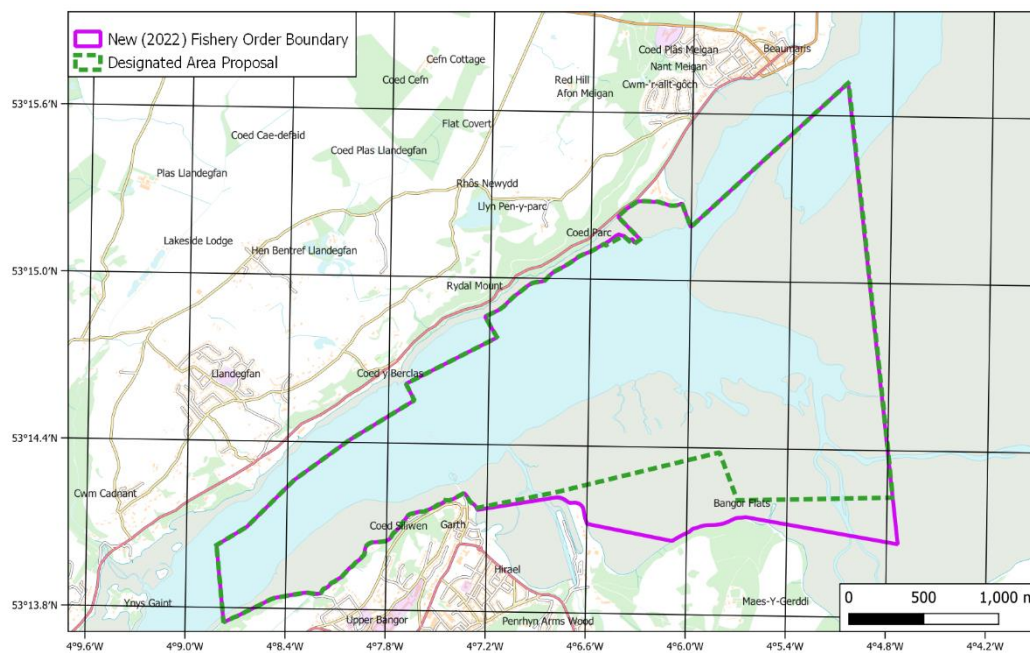 New (2022) Fishery Order Boundary
Designated Area Proposal
Cefn Cottage
Coed Cefn
Coed Plâs Meigan
Beaumaris
Nant Meigan
Red Hill
Cwm-'r-allt-gôch
Afon Meigan
53°15.6'N
Flat Covert
Coed Cae-defaid
Coed Plas Llandegfan
Plas Llandegfan
Rhôs Newydd
Llyn Pen-y-parc
Coed Parc
Lakeside Lodge
Hen Bentref Llandegfan
53°15.0'N
Rydal Mount
Llandegfan
Coed y Berclas
53°14.4'N
Cwm Cadnant
Bangor Flats
Coed Siliwen
Garth
Hirael
Ynys Gaint
53°13.8'N
Maes-Y-Gerddi
Upper Bangor
Penrhyn Arms Wood
0 500 1,000 m
4°9.6'W 4°9.0'W 4°8.4'W 4°7.8'W 4°7.2'W 4°6.6'W 4°6.0'W 4°5.4'W 4°4.8'W 4°4.2'W